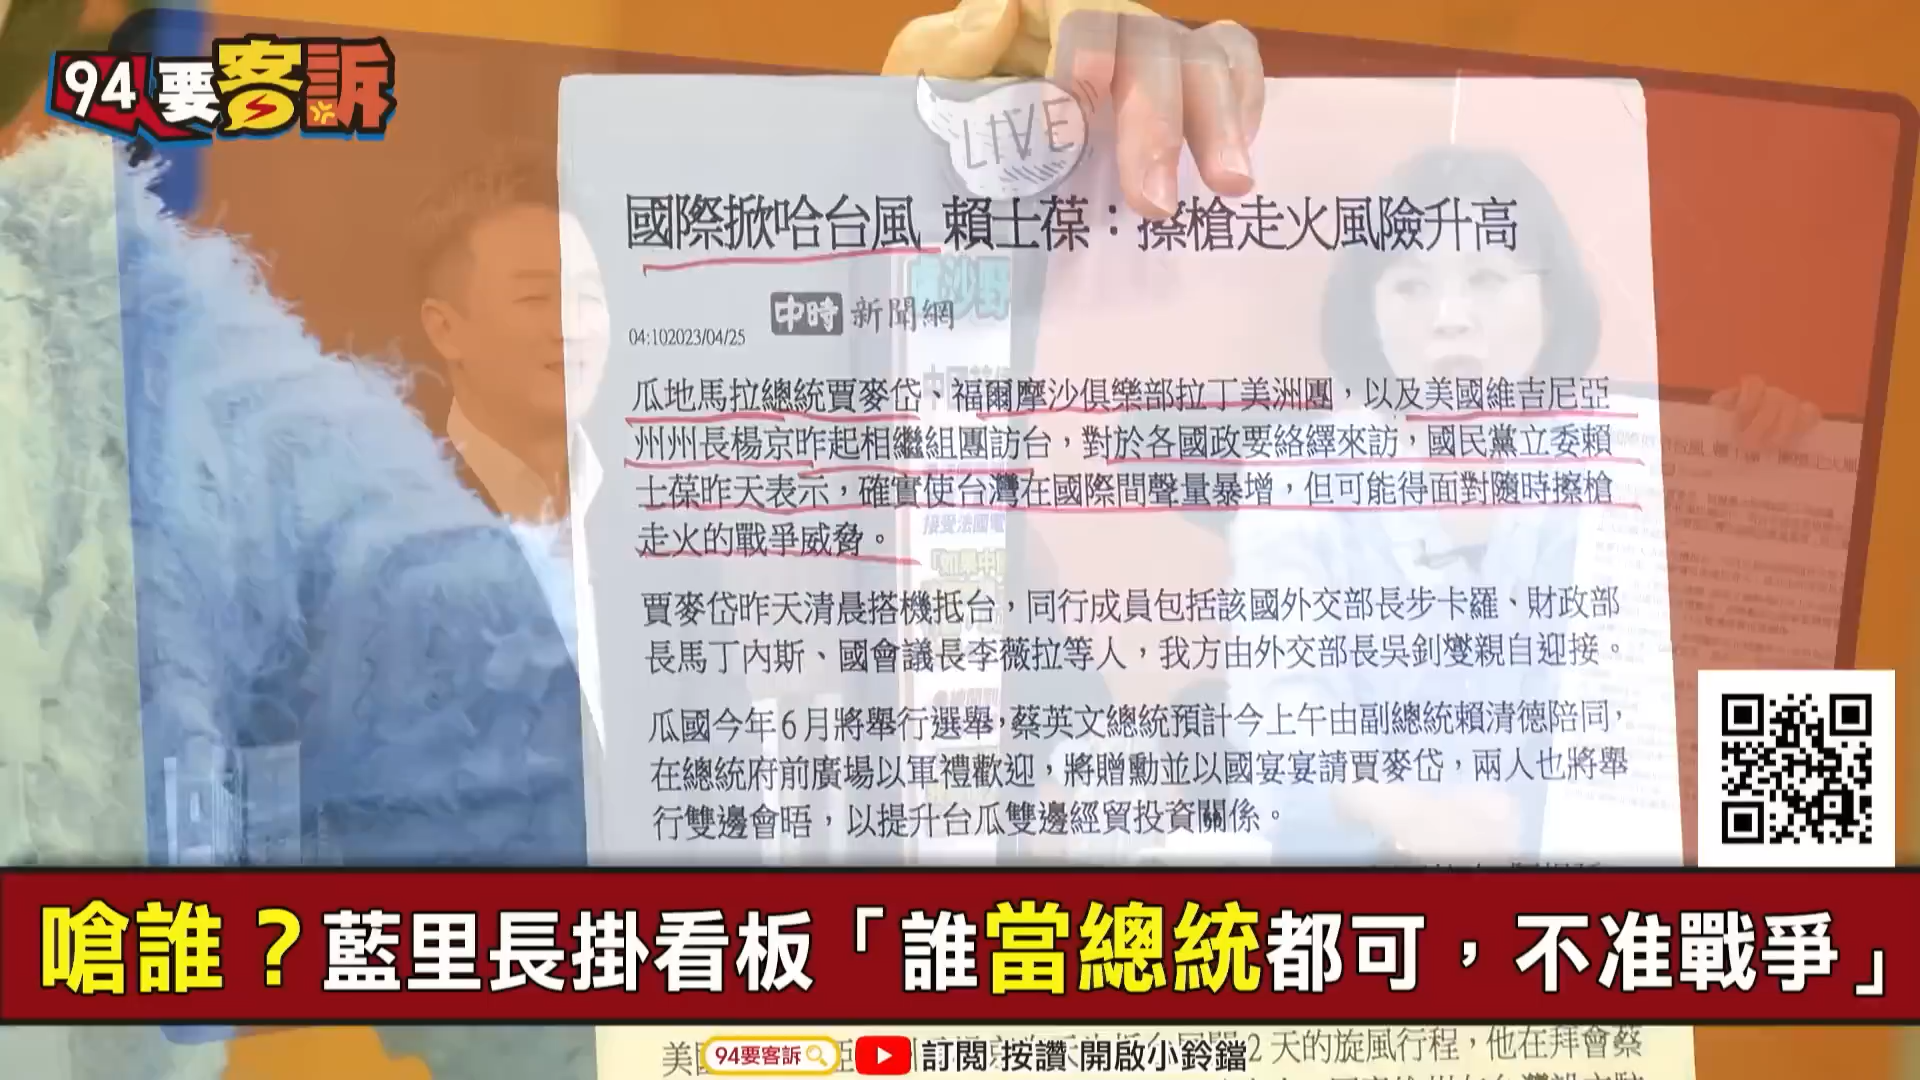 94要客訴
LIVE
國際掀哈台風 賴士葆：擦槍走火風險升高
中時 新聞網
04:102023/04/25
瓜地馬拉總統賈麥岱、福爾摩沙俱樂部拉丁美洲團，以及美國維吉尼亞
州州長楊京昨起相繼組團訪台，對於各國政要絡繹來訪，國民黨立委賴
士葆昨天表示，確實使台灣在國際間聲量暴增，但可能得面對隨時擦槍
走火的戰爭威脅。
賈麥岱昨天清晨搭機抵台，同行成員包括該國外交部長步卡羅、財政部
長馬丁內斯、國會議長李薇拉等人，我方由外交部長吳釗燮親自迎接。
瓜國今年6月將舉行選舉，蔡英文總統預計今上午由副總統賴清德陪同，
在總統府前廣場以軍禮歡迎，將贈勳並以國宴宴請賈麥岱，兩人也將舉
行雙邊會晤，以提升台瓜雙邊經貿投資關係。
嗆誰？藍里長掛看板「誰當總統都可，不准戰爭」
2天的旋風行程，他在拜會蔡
94要客訴
訂閱 按讚 開啟小鈴鐺